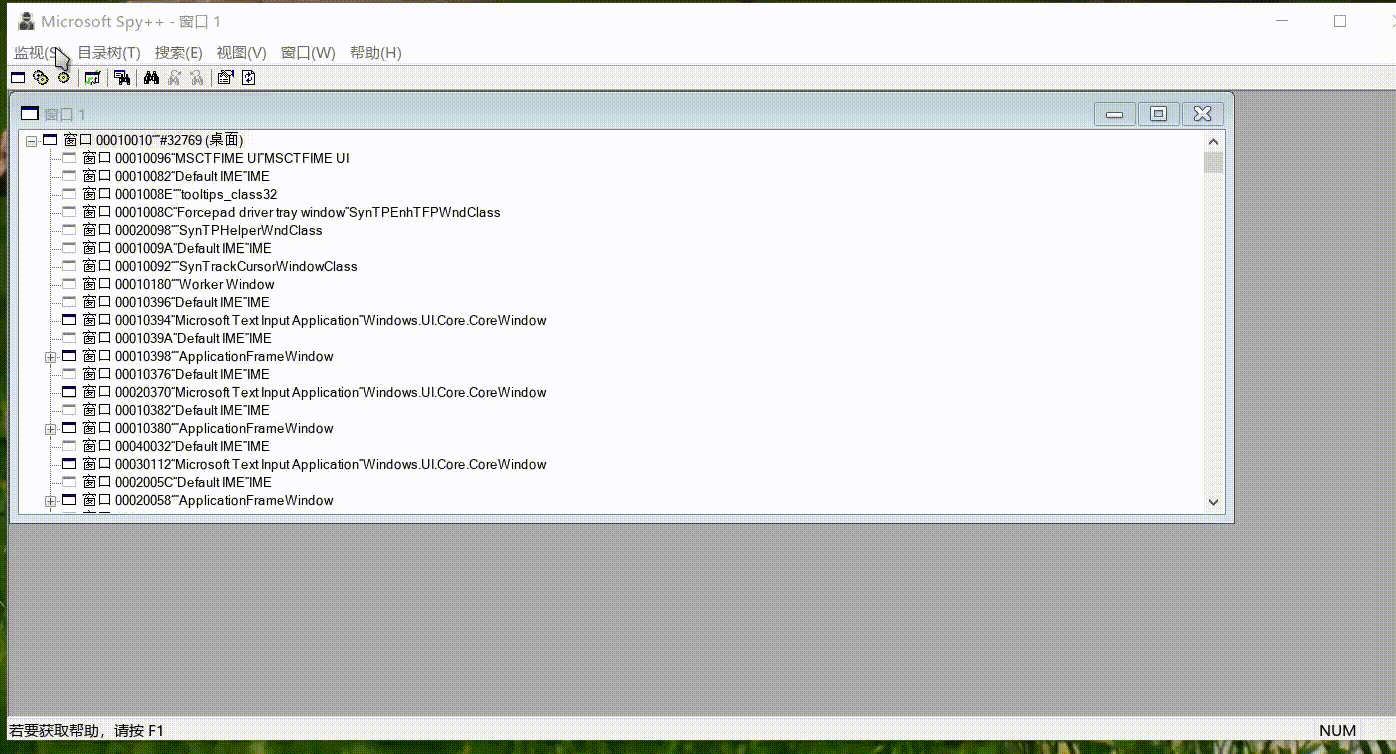 Microsoft Spy++ - 窗口 1
监视(S) 目录树(T) 搜索(E) 视图(V) 窗口(W) 帮助(H)
窗口 1
窗口 00010010""#32769 (桌面)
窗口 00010096"MSCTFIME UI"MSCTFIME UI
窗口 00010082"Default IME"IME
窗口 0001008E""tooltips_class32
窗口 0001008C"Forcepad driver tray window"SynTPEnhTFPWndClass
窗口 00020098""SynTPHelperWndClass
窗口 0001009A"Default IME"IME
窗口 00010092""SynTrackCursorWindowClass
窗口 00010180""Worker Window
窗口 00010396"Default IME"IME
窗口 00010394"Microsoft Text Input Application"Windows.UI.Core.CoreWindow
窗口 0001039A"Default IME"IME
窗口 00010398""ApplicationFrameWindow
窗口 00010376"Default IME"IME
窗口 00020370"Microsoft Text Input Application"Windows.UI.Core.CoreWindow
窗口 00010382"Default IME"IME
窗口 00010380""ApplicationFrameWindow
窗口 00040032"Default IME"IME
窗口 00030112"Microsoft Text Input Application"Windows.UI.Core.CoreWindow
窗口 0002005C"Default IME"IME
窗口 00020058""ApplicationFrameWindow
若要获取帮助，请按 F1
NUM